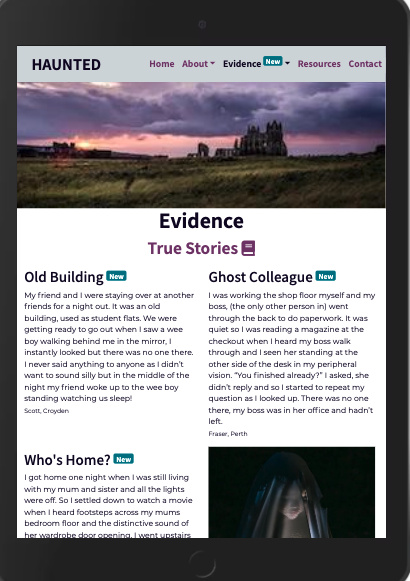 HAUNTED
Home About Evidence New Resources Contact
Evidence
True Stories
Old Building New
My friend and I were staying over at another
friends for a night out. It was an old
building, used as student flats. We were
getting ready to go out when I saw a wee
boy walking behind me in the mirror, I
instantly looked but there was no one there.
I never said anything to anyone as I didn't
want to sound silly but in the middle of the
night my friend woke up to the wee boy
standing watching us sleep!
Scott, Croyden
Who's Home? New
I got home one night when I was still living
with my mum and sister and all the lights
were off. So I settled down to watch a movie
when I heard footsteps across my mums
bedroom floor and the distinctive sound of
her wardrobe door opening. I went upstairs
Ghost Colleague New
I was working the shop floor myself and my
boss, (the only other person in) went
through the back to do paperwork. It was
quiet so I was reading a magazine at the
checkout when I heard my boss walk
through and I seen her standing at the
other side of the desk in my peripheral
vision. "You finished already?" I asked, she
didn't reply and so I started to repeat my
question as I looked up. There was no one
there, my boss was in her office and hadn't
left.
Fraser, Perth